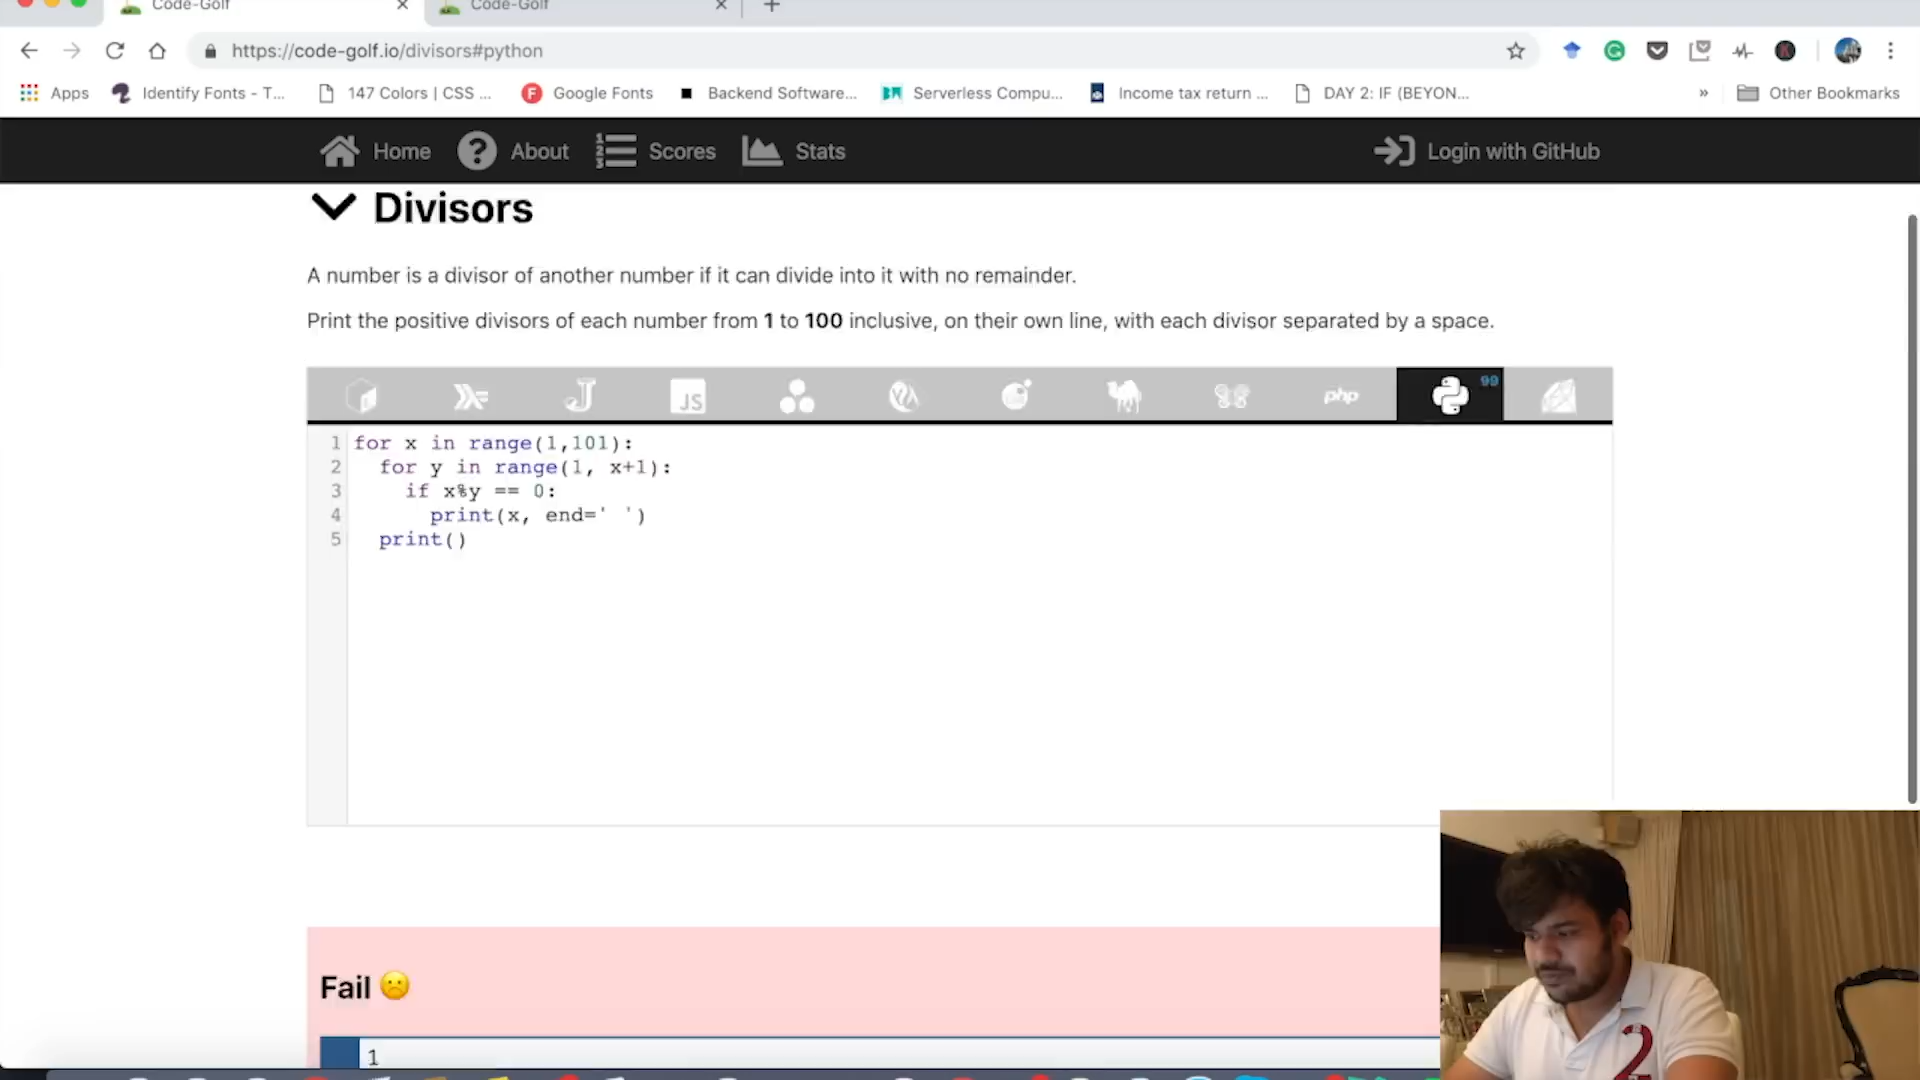 Code-Golf
Code-Golf
https://code-golf.io/divisors#python
Apps
Identify Fonts - T...
147 Colors | CSS ...
Google Fonts
Backend Software...
Serverless Compu...
Income tax return ...
DAY 2: IF (BEYON...
»
Other Bookmarks
Home
About
Scores
Stats
Login with GitHub
Divisors
A number is a divisor of another number if it can divide into it with no remainder.
Print the positive divisors of each number from 1 to 100 inclusive, on their own line, with each divisor separated by a space.
JS
php
99
1 for x in range(1,101):
2   for y in range(1, x+1):
3     if x%y == 0:
4       print(x, end=' ')
5   print()
Fail
1
2